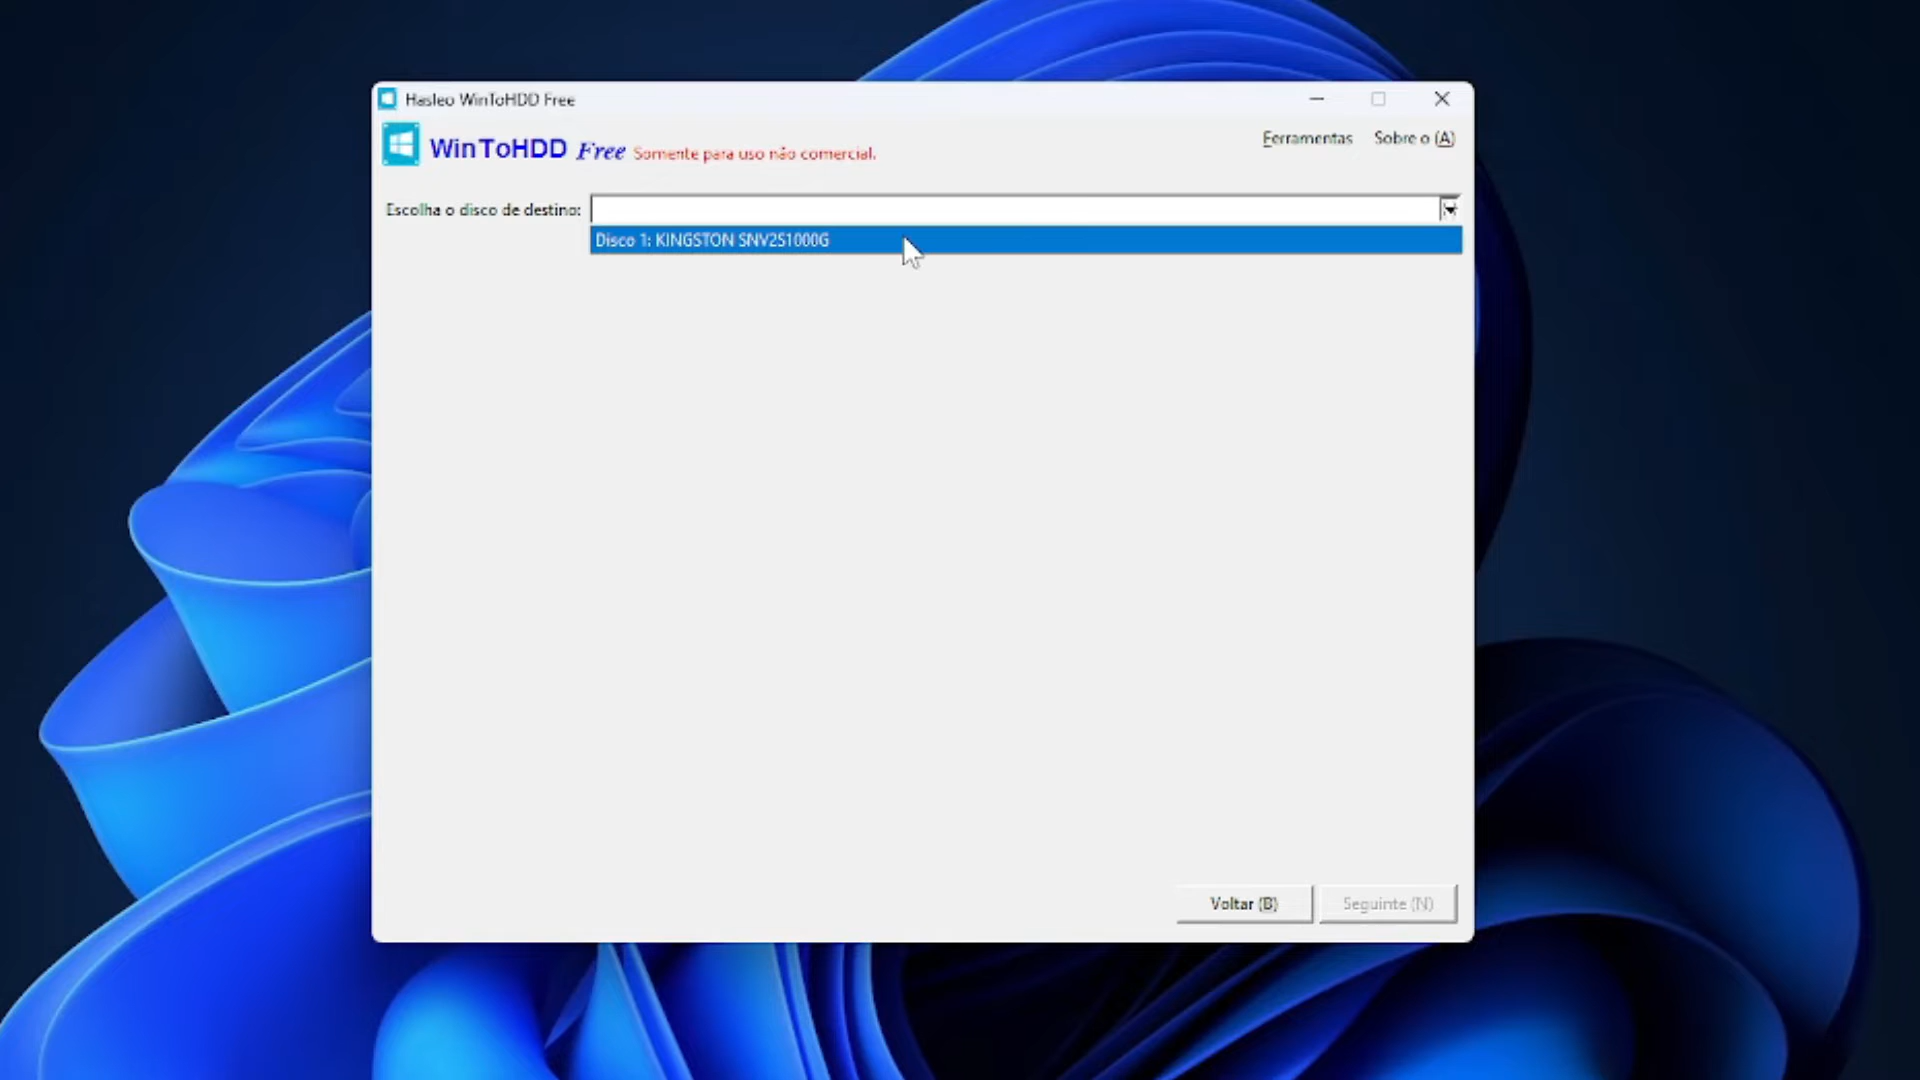 Hasleo WinToHDD Free
WinToHDD Free Somente para uso não comercial.
Ferramentas Sobre o (A)
Escolha o disco de destino:
Disco 1: KINGSTON SNV2S1000G
Voltar (B) Seguinte (N)